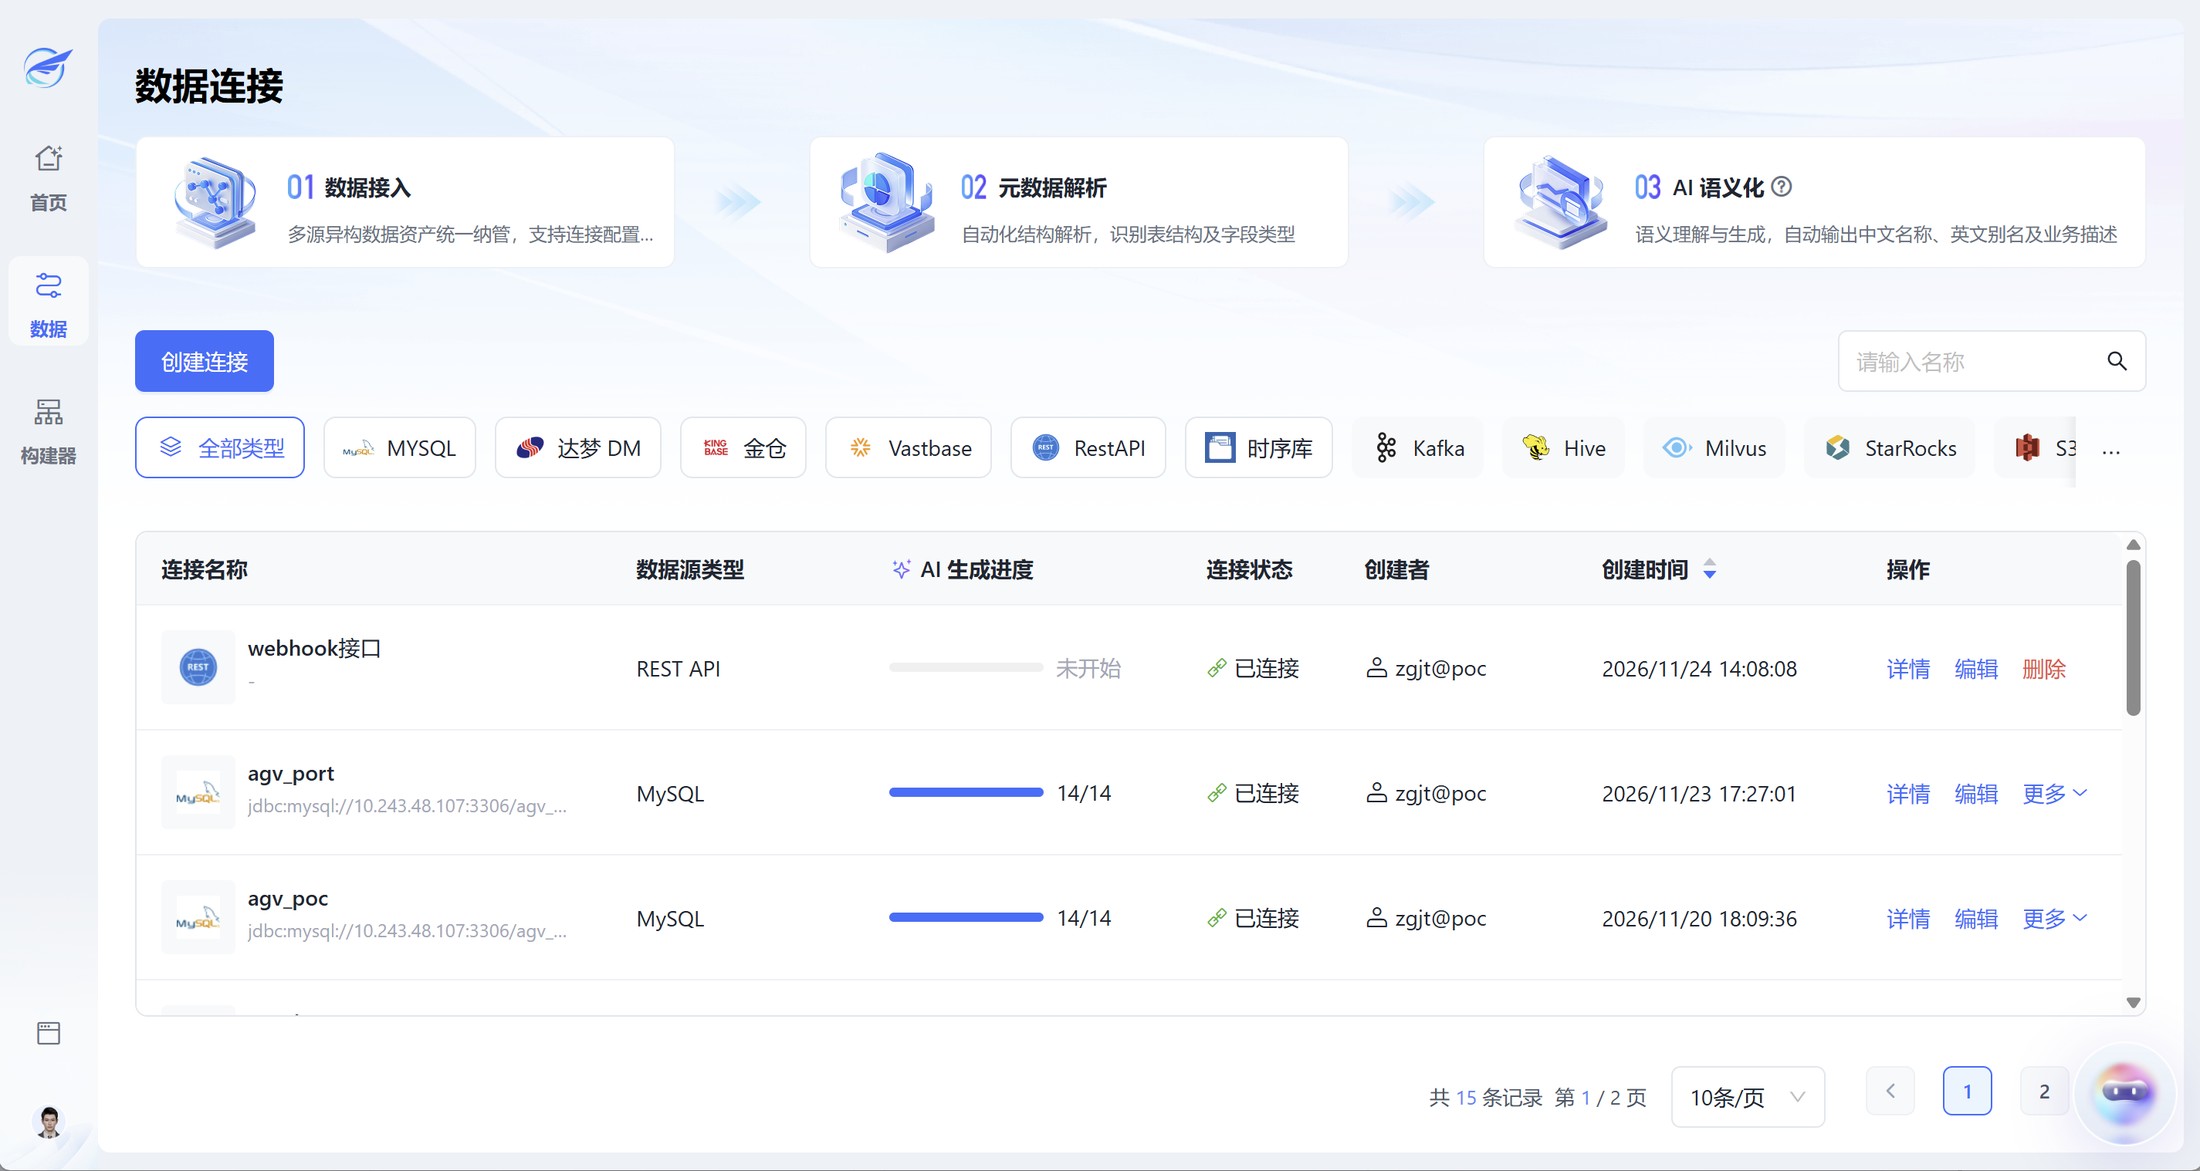 数据连接
首页
数据
构建器
01 数据接入
多源异构数据资产统一纳管，支持连接配置...
02 元数据解析
自动化结构解析，识别表结构及字段类型
03 AI 语义化
语义理解与生成，自动输出中文名称、英文别名及业务描述
创建连接
请输入名称
全部类型
MySQL MYSQL
达梦 DM
KING BASE 金仓
Vastbase
REST RestAPI
时序库
Kafka
Hive
Milvus
StarRocks
S3
...
连接名称 数据源类型 AI 生成进度 连接状态 创建者 创建时间 操作
REST webhook接口
-
REST API 未开始 已连接 zgjt@poc 2026/11/24 14:08:08 详情 编辑 删除
MySQL agv_port
jdbc:mysql://10.243.48.107:3306/agv_...
MySQL 14/14 已连接 zgjt@poc 2026/11/23 17:27:01 详情 编辑 更多
MySQL agv_poc
jdbc:mysql://10.243.48.107:3306/agv_...
MySQL 14/14 已连接 zgjt@poc 2026/11/20 18:09:36 详情 编辑 更多
共 15 条记录 第 1 / 2 页 10条/页 1 2